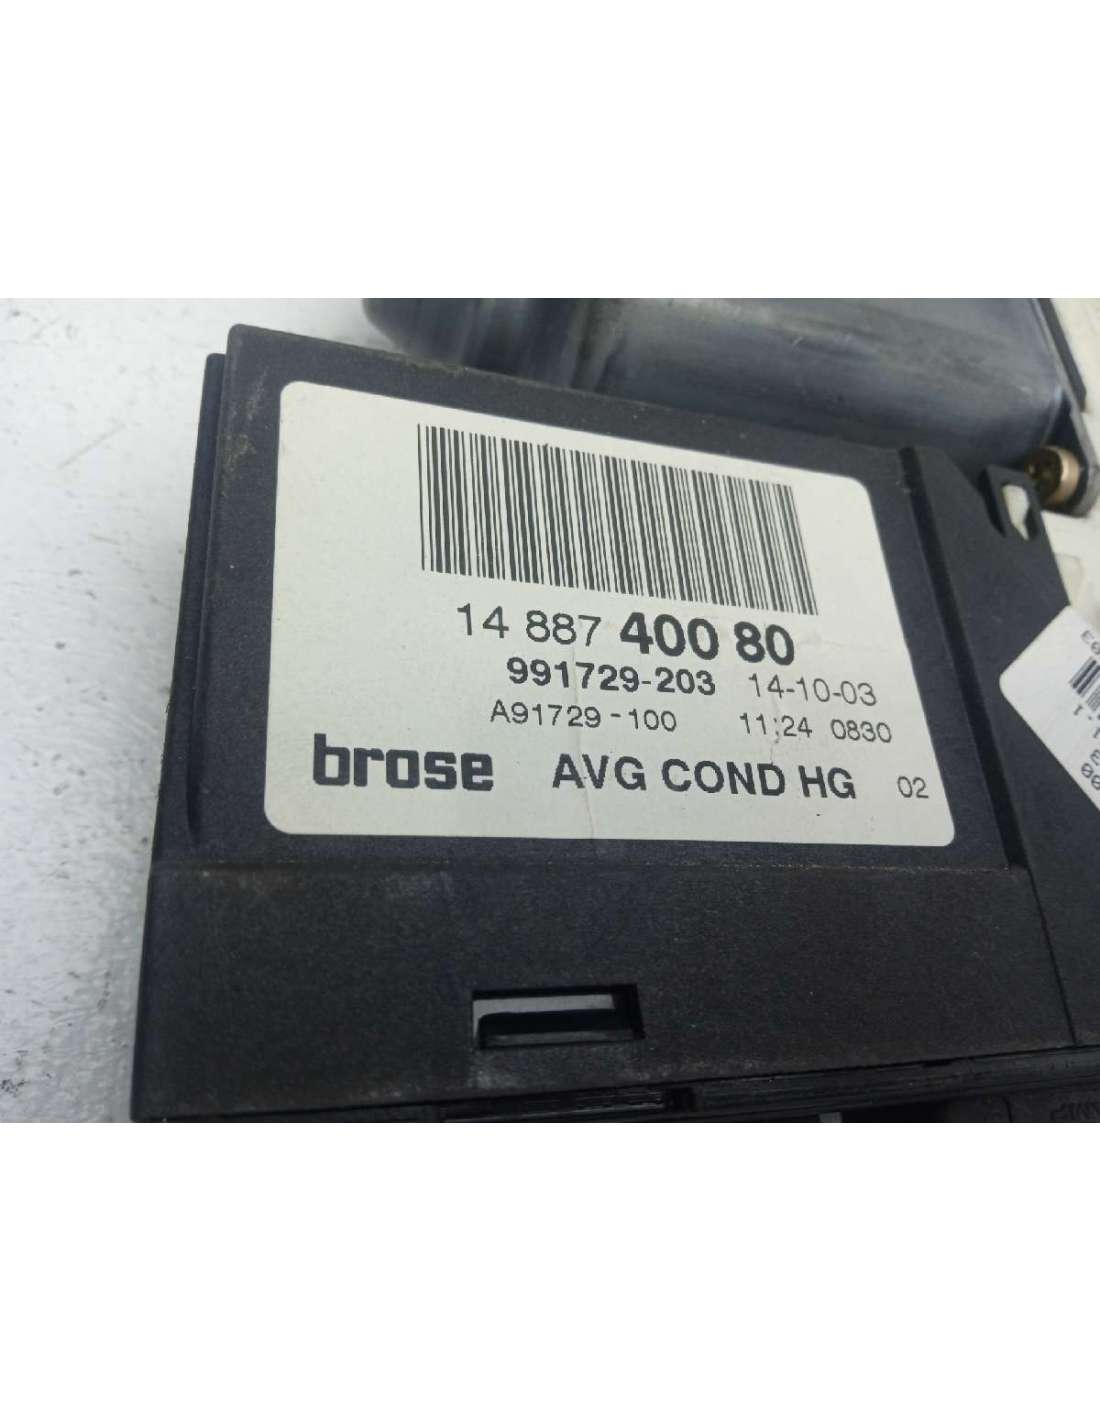 14 887 400 80
991729-203 14-10-03
A91729-100 11:24 0830
brose AVG COND HG 02